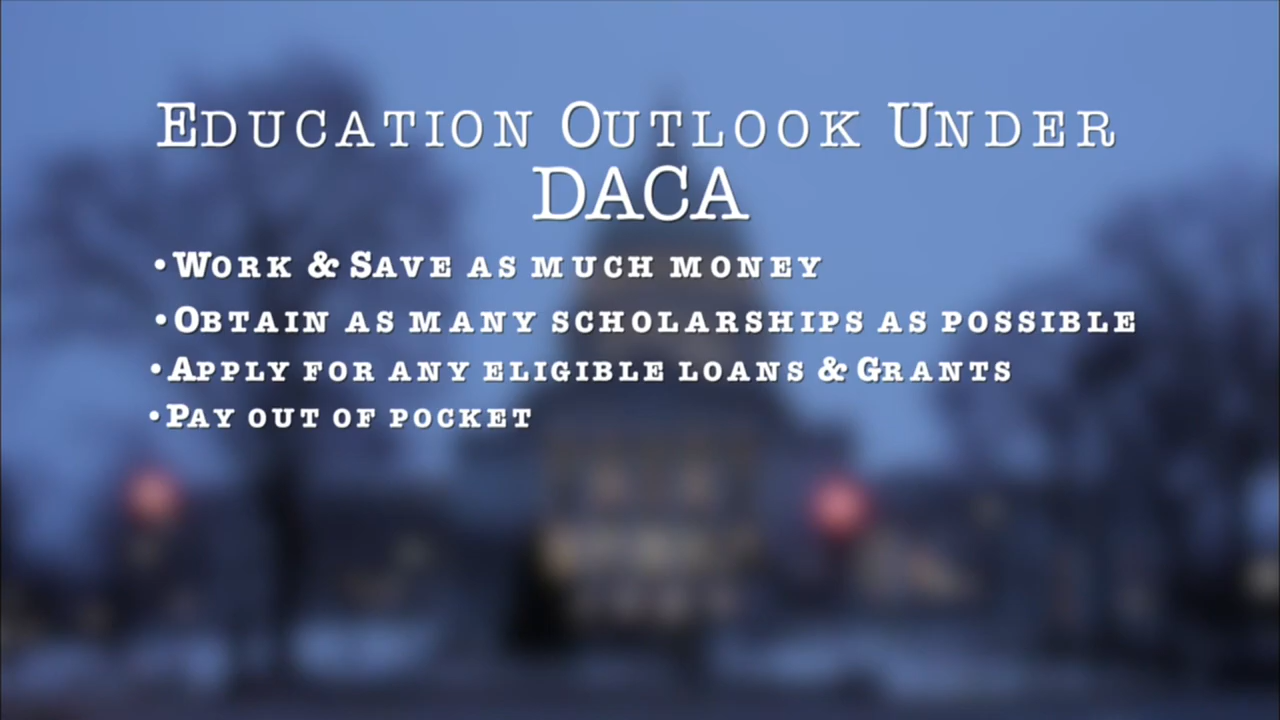 Education Outlook Under
DACA
• Work & Save as much money
• Obtain as many scholarships as possible
• Apply for any eligible loans & Grants
• Pay out of pocket